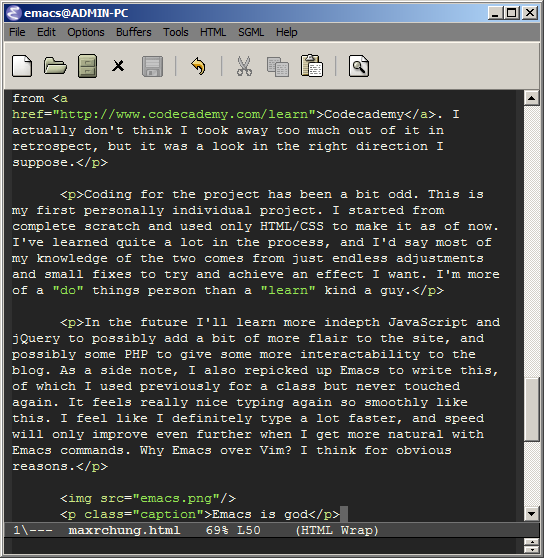 emacs@ADMIN-PC
File Edit Options Buffers Tools HTML SGML Help
from <a
href="http://www.codecademy.com/learn">Codecademy</a>. I
actually don't think I took away too much out of it in
retrospect, but it was a look in the right direction I
suppose.</p>
<p>Coding for the project has been a bit odd. This is
my first personally individual project. I started from
complete scratch and used only HTML/CSS to make it as of now.
I've learned quite a lot in the process, and I'd say most of
my knowledge of the two comes from just endless adjustments
and small fixes to try and achieve an effect I want. I'm more
of a "do" things person than a "learn" kind a guy.</p>
<p>In the future I'll learn more indepth JavaScript and
jQuery to possibly add a bit of more flair to the site, and
possibly some PHP to give some more interactability to the
blog. As a side note, I also repicked up Emacs to write this,
of which I used previously for a class but never touched
again. It feels really nice typing again so smoothly like
this. I feel like I definitely type a lot faster, and speed
will only improve even further when I get more natural with
Emacs commands. Why Emacs over Vim? I think for obvious
reasons.</p>
<img src="emacs.png"/>
<p class="caption">Emacs is god</p>
1\--- maxrchung.html 69% L50 (HTML Wrap)